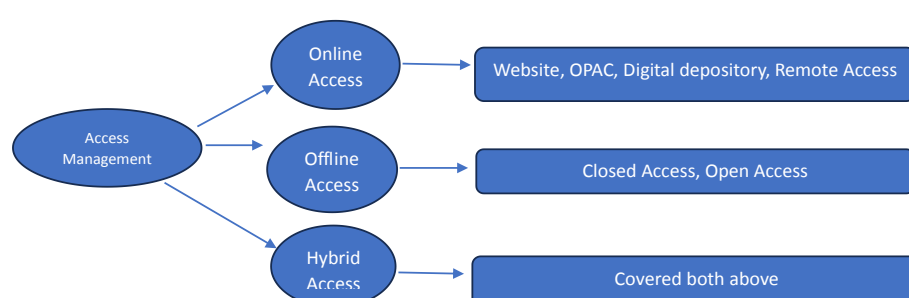 Online
Access
Website, OPAC, Digital depository, Remote Access
Access
Management
Offline
Access
Closed Access, Open Access
Hybrid
Access
Covered both above